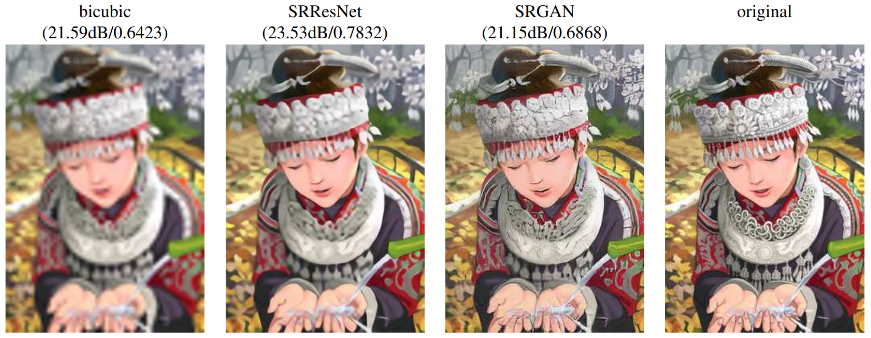 bicubic
(21.59dB/0.6423)
SRResNet
(23.53dB/0.7832)
SRGAN
(21.15dB/0.6868)
original